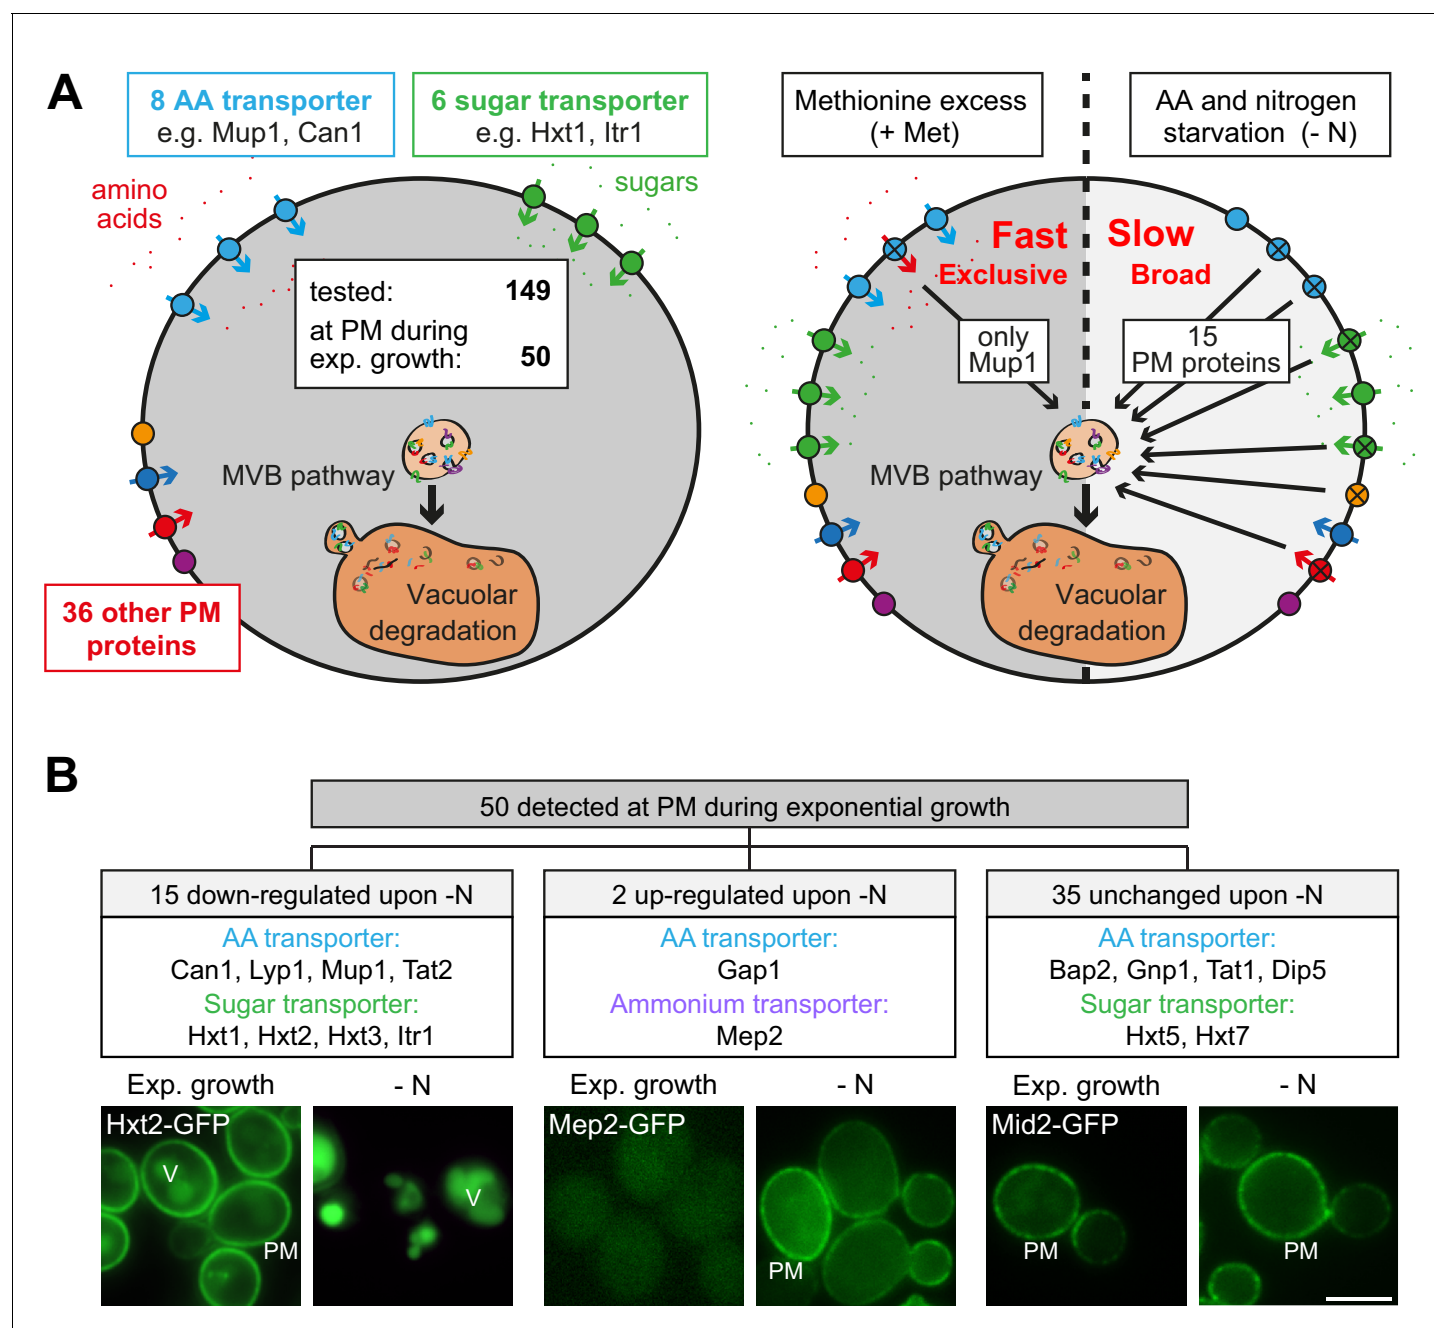 A
8 AA transporter
e.g. Mup1, Can1
6 sugar transporter
e.g. Hxt1, Itr1
amino
acids
sugars
tested: 149
at PM during
exp. growth: 50
MVB pathway
Vacuolar
degradation
36 other PM
proteins
Methionine excess
(+ Met)
AA and nitrogen
starvation (- N)
Fast
Exclusive
Slow
Broad
only
Mup1
15
PM proteins
MVB pathway
Vacuolar
degradation
B
50 detected at PM during exponential growth
15 down-regulated upon -N
AA transporter:
Can1, Lyp1, Mup1, Tat2
Sugar transporter:
Hxt1, Hxt2, Hxt3, Itr1
2 up-regulated upon -N
AA transporter:
Gap1
Ammonium transporter:
Mep2
35 unchanged upon -N
AA transporter:
Bap2, Gnp1, Tat1, Dip5
Sugar transporter:
Hxt5, Hxt7
Exp. growth - N
Hxt2-GFP
V
PM
V
Exp. growth - N
Mep2-GFP
PM
Exp. growth - N
Mid2-GFP
PM
PM